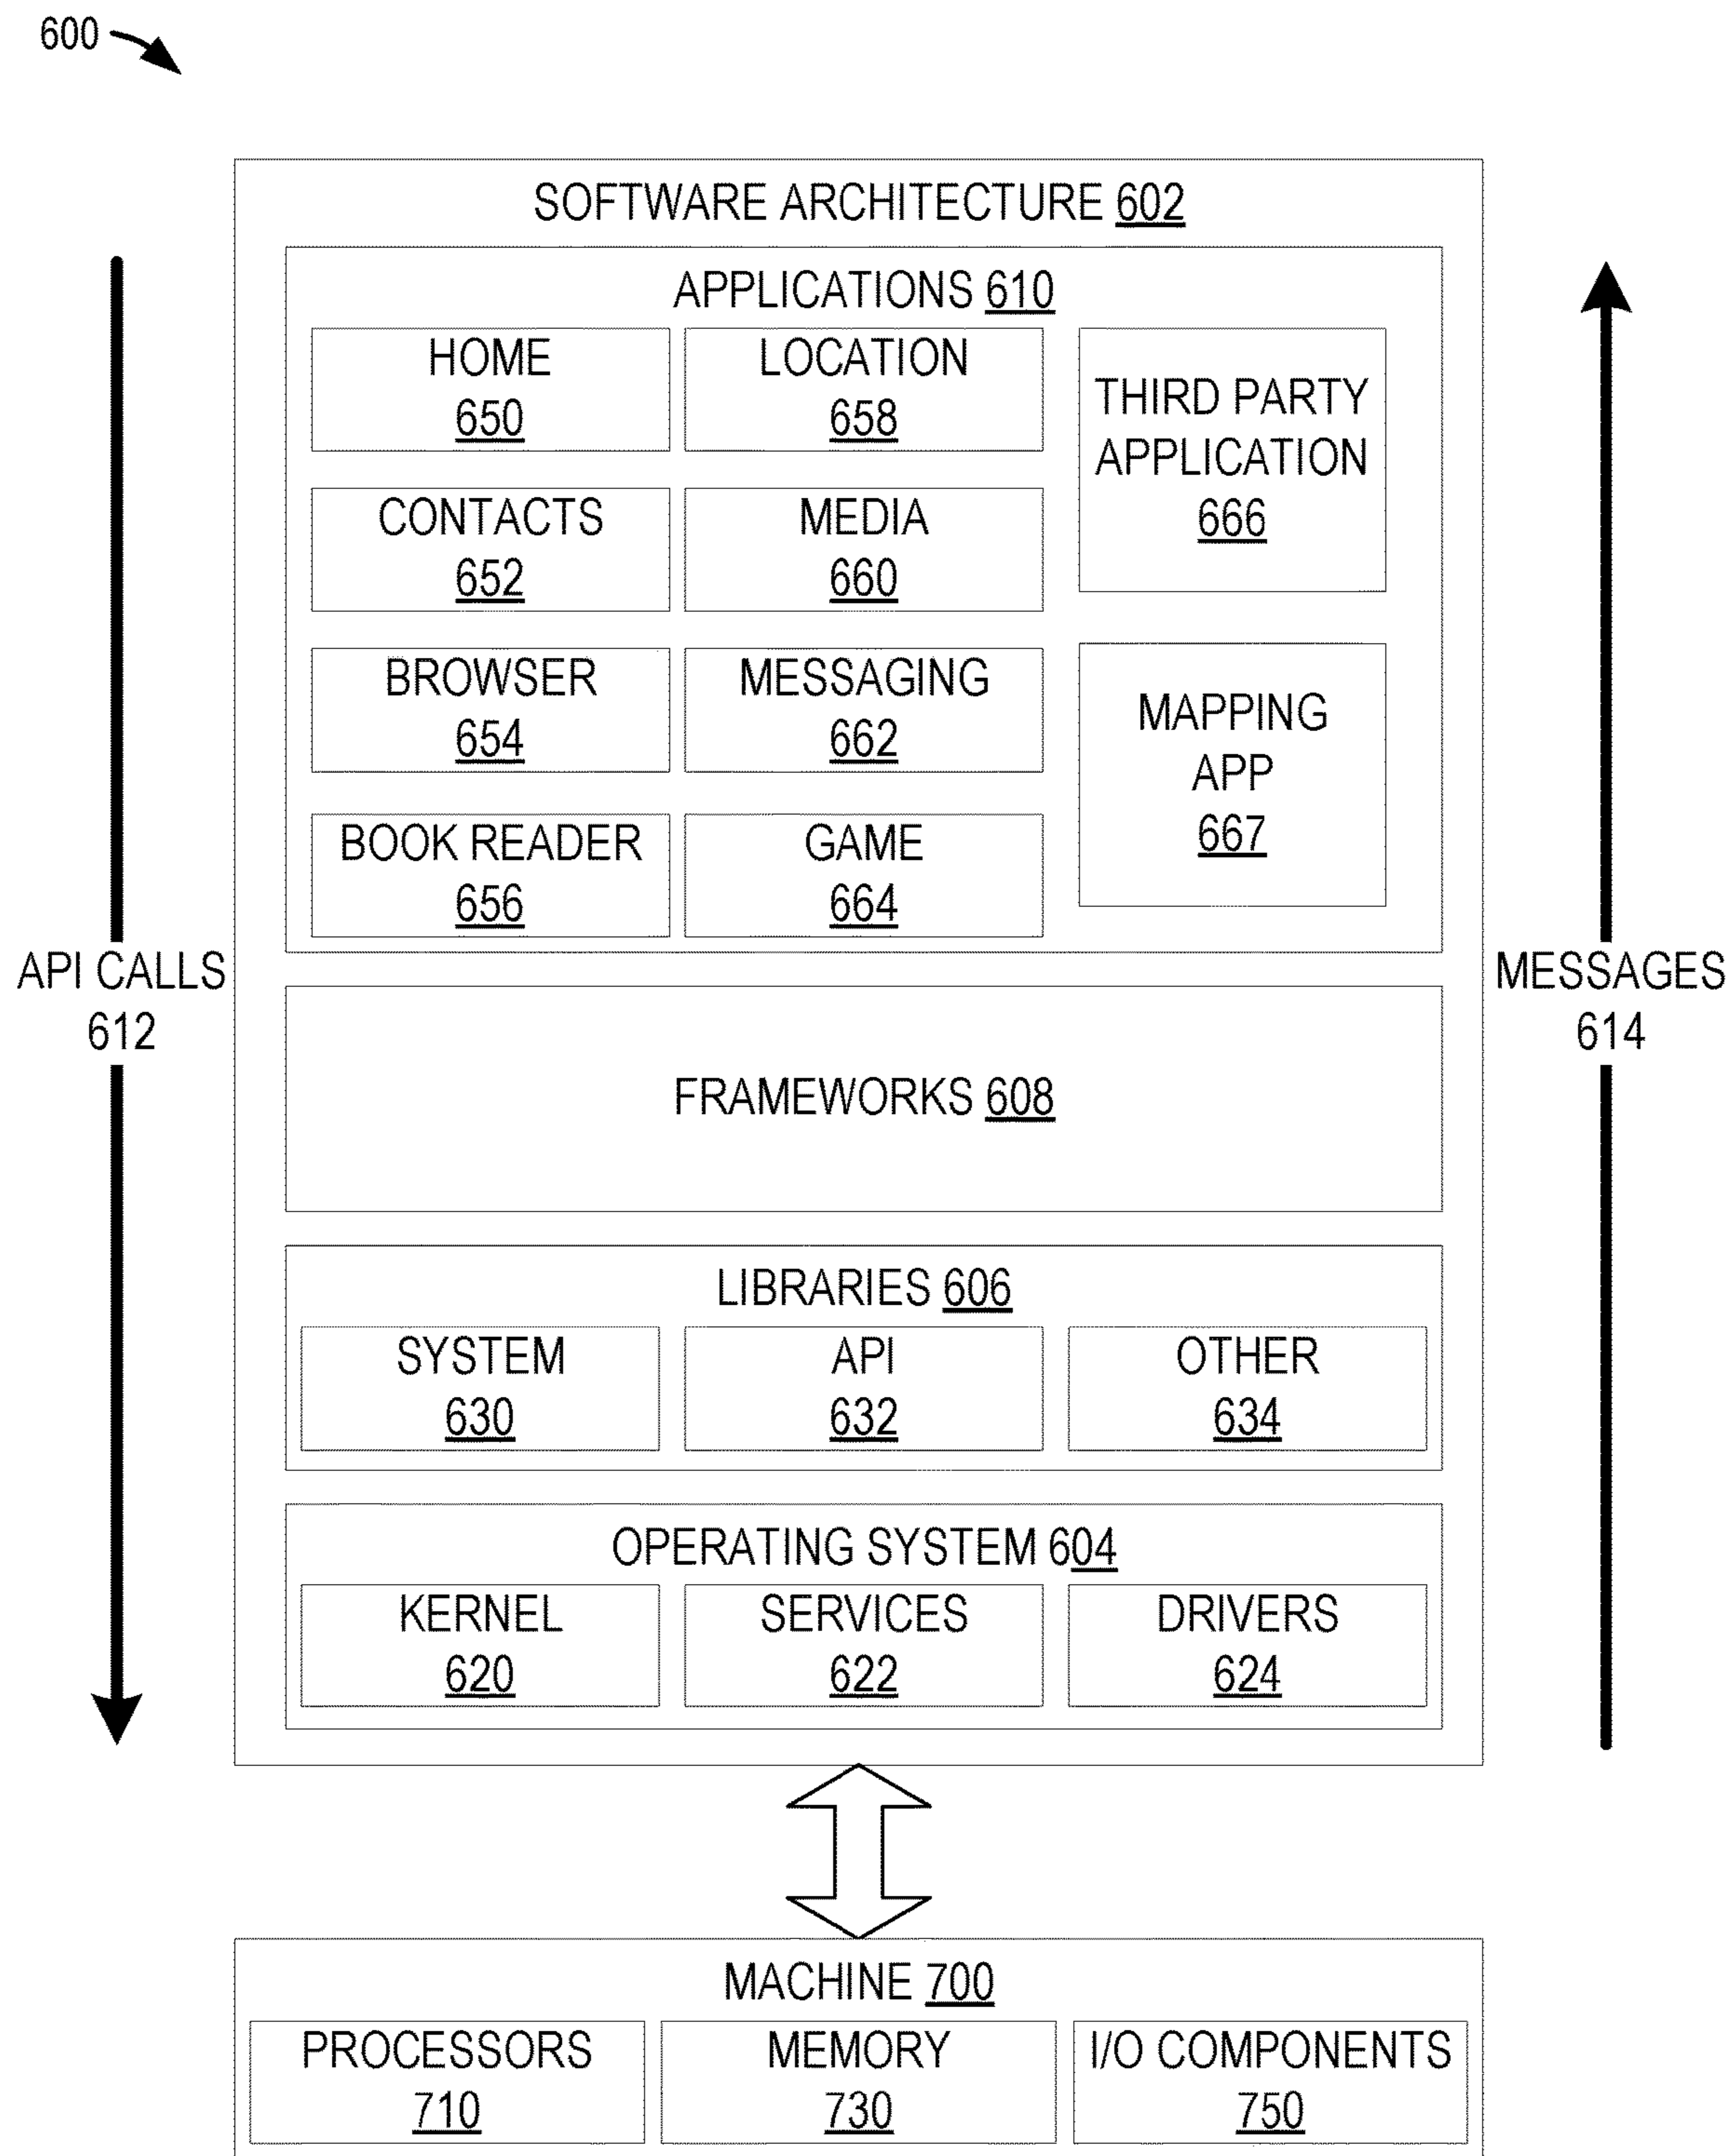 600
SOFTWARE ARCHITECTURE 602
APPLICATIONS 610
HOME
650
LOCATION
658
THIRD PARTY
APPLICATION
666
CONTACTS
652
MEDIA
660
BROWSER
654
MESSAGING
662
MAPPING
APP
667
BOOK READER
656
GAME
664
API CALLS
612
MESSAGES
614
FRAMEWORKS 608
LIBRARIES 606
SYSTEM
630
API
632
OTHER
634
OPERATING SYSTEM 604
KERNEL
620
SERVICES
622
DRIVERS
624
MACHINE 700
PROCESSORS
710
MEMORY
730
I/O COMPONENTS
750